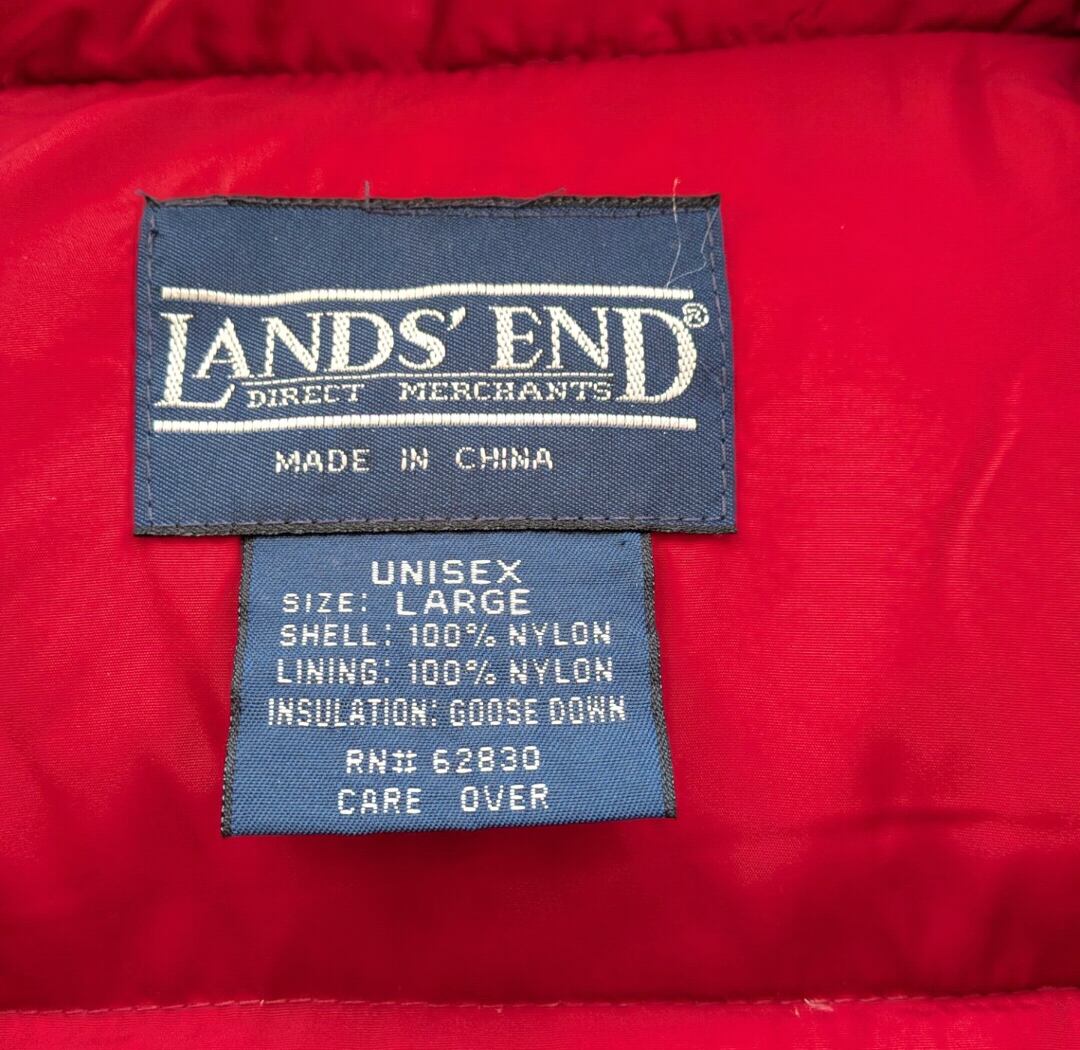 LANDS' END®
DIRECT MERCHANTS
MADE IN CHINA
UNISEX
SIZE: LARGE
SHELL: 100% NYLON
LINING: 100% NYLON
INSULATION: GOOSE DOWN
RN# 62830
CARE OVER